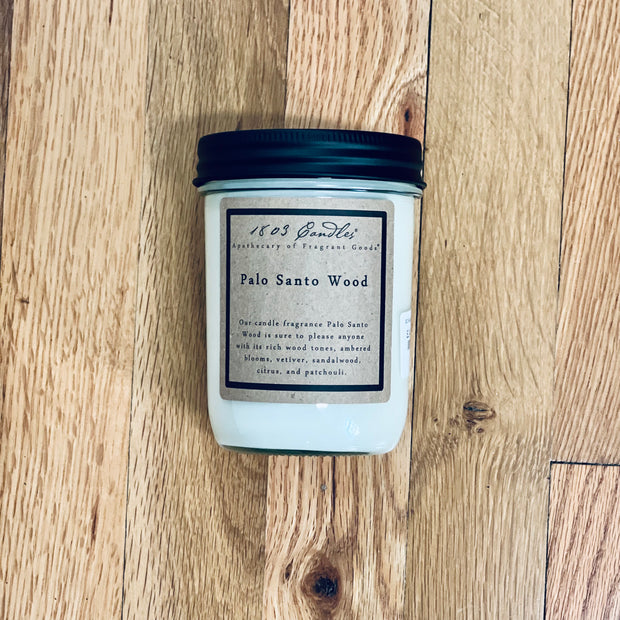 1803 Candles®
Apothecary of Fragrant Goods®
Palo Santo Wood
Our candle fragrance Palo Santo
Wood is sure to please anyone
with its rich wood tones, ambered
blooms, vetiver, sandalwood,
citrus, and patchouli.